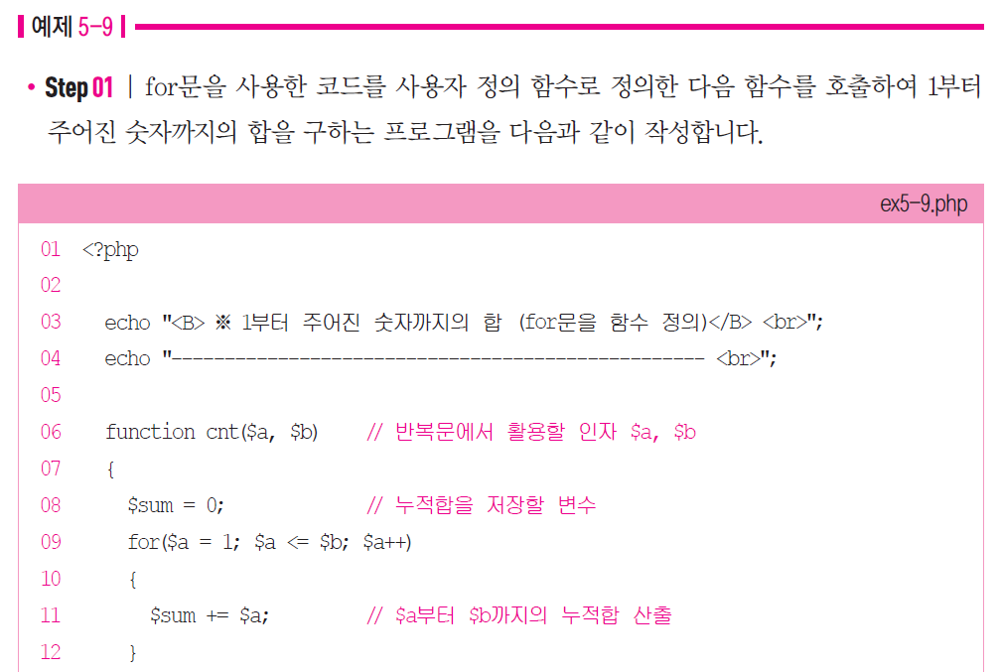 예제 5-9
• Step 01 | for문을 사용한 코드를 사용자 정의 함수로 정의한 다음 함수를 호출하여 1부터
주어진 숫자까지의 합을 구하는 프로그램을 다음과 같이 작성합니다.
ex5-9.php
01 <?php
02
03 echo "<B> ※ 1부터 주어진 숫자까지의 합 (for문을 함수 정의)</B> <br>";
04 echo "-------------------------------------------------- <br>";
05
06 function cnt($a, $b) // 반복문에서 활용할 인자 $a, $b
07 {
08 $sum = 0; // 누적합을 저장할 변수
09 for($a = 1; $a <= $b; $a++)
10 {
11 $sum += $a; // $a부터 $b까지의 누적합 산출
12 }